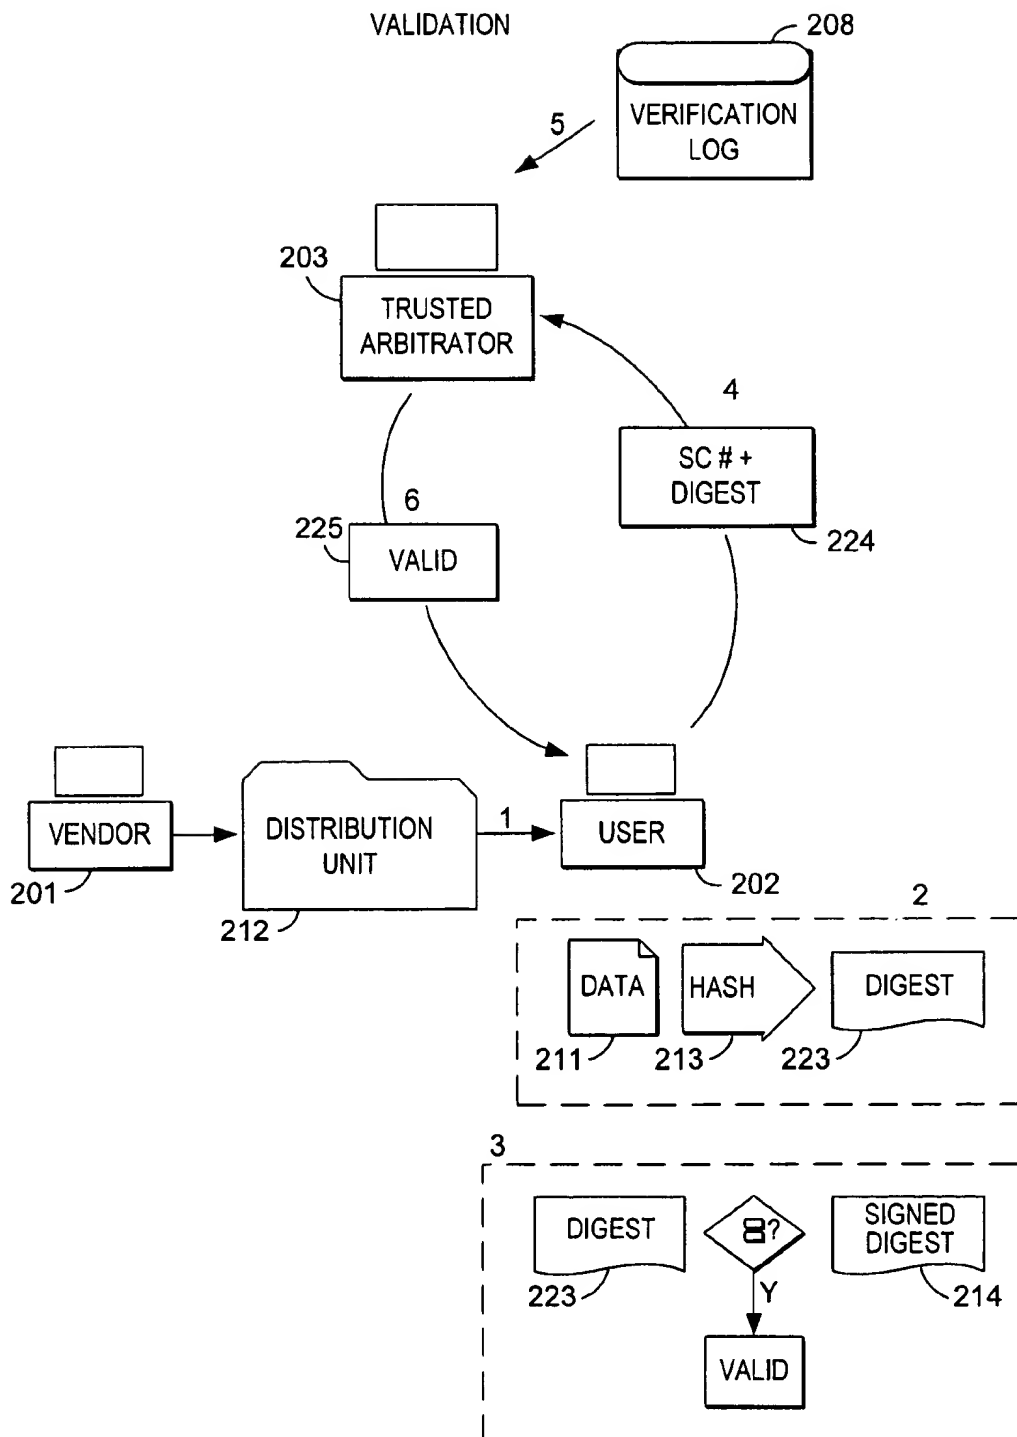 VALIDATION
208
VERIFICATION
LOG
5
203
TRUSTED
ARBITRATOR
4
SC # +
DIGEST
224
6
225
VALID
VENDOR
201
DISTRIBUTION
UNIT
212
1
USER
202
2
DATA
211
HASH
213
DIGEST
223
3
DIGEST
223
=?
SIGNED
DIGEST
214
Y
VALID